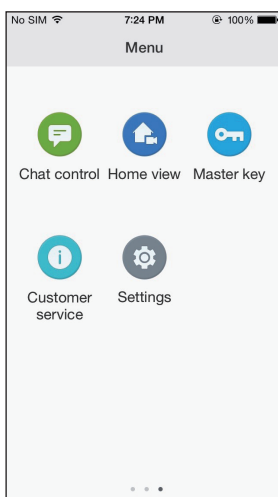 No SIM 7:24 PM 100%
Menu
Chat control Home view Master key
Customer
service
Settings